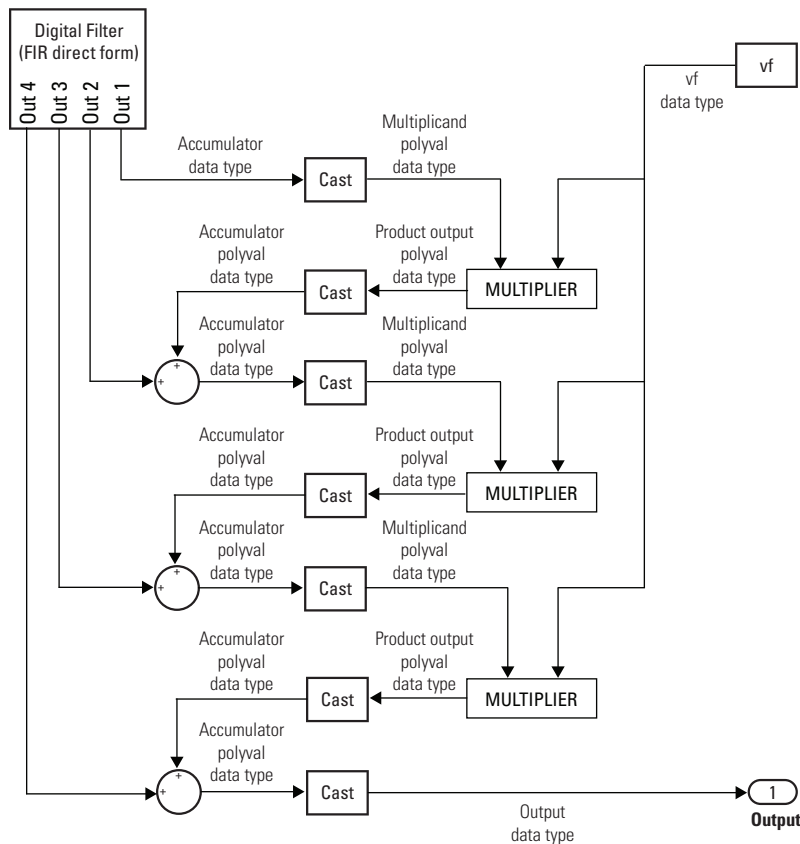 Digital Filter
(FIR direct form)
Out 4
Out 3
Out 2
Out 1
vf
vf
data type
Accumulator
data type
Cast
Multiplicand
polyval
data type
Accumulator
polyval
data type
Cast
Product output
polyval
data type
MULTIPLIER
+
+
Accumulator
polyval
data type
Cast
Multiplicand
polyval
data type
Accumulator
polyval
data type
Cast
Product output
polyval
data type
MULTIPLIER
+
+
Accumulator
polyval
data type
Cast
Multiplicand
polyval
data type
Accumulator
polyval
data type
Cast
Product output
polyval
data type
MULTIPLIER
+
+
Accumulator
polyval
data type
Cast
Output
data type
1
Output